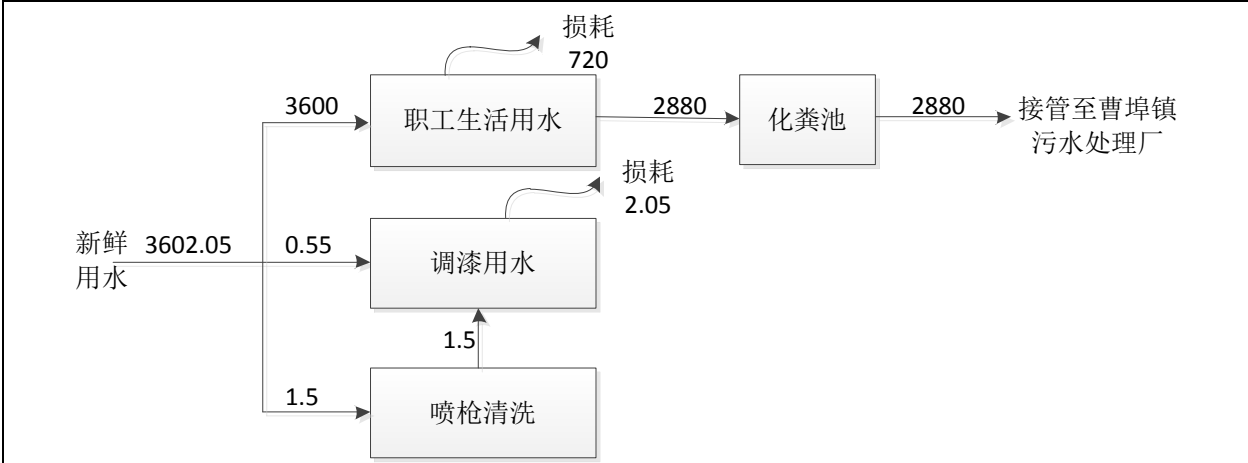 损耗
720
3600
职工生活用水
2880
化粪池
2880
接管至曹埠镇
污水处理厂
损耗
2.05
新鲜
用水
3602.05
0.55
调漆用水
1.5
喷枪清洗
1.5